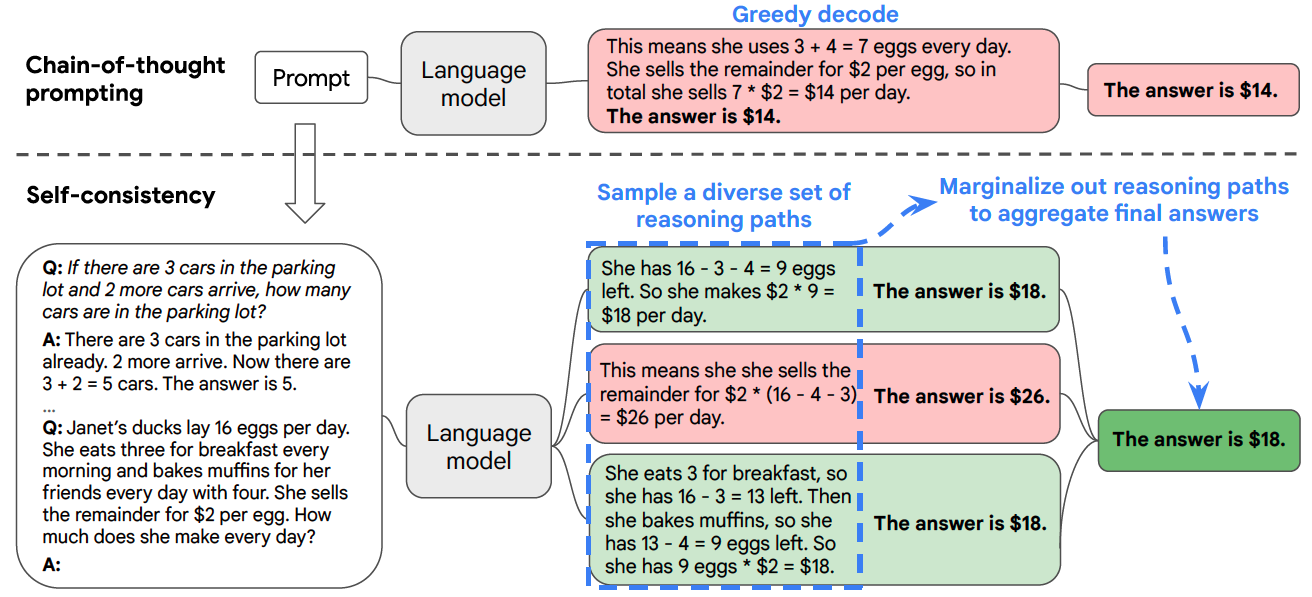 Greedy decode
Chain-of-thought
prompting
Prompt
Language
model
This means she uses 3 + 4 = 7 eggs every day.
She sells the remainder for $2 per egg, so in
total she sells 7 * $2 = $14 per day.
The answer is $14.
The answer is $14.
Self-consistency
Sample a diverse set of
reasoning paths
Marginalize out reasoning paths
to aggregate final answers
Q: If there are 3 cars in the parking
lot and 2 more cars arrive, how many
cars are in the parking lot?
A: There are 3 cars in the parking lot
already. 2 more arrive. Now there are
3 + 2 = 5 cars. The answer is 5.
...
Q: Janet's ducks lay 16 eggs per day.
She eats three for breakfast every
morning and bakes muffins for her
friends every day with four. She sells
the remainder for $2 per egg. How
much does she make every day?
A:
Language
model
She has 16 - 3 - 4 = 9 eggs
left. So she makes $2 * 9 =
$18 per day.
The answer is $18.
This means she she sells the
remainder for $2 * (16 - 4 - 3)
= $26 per day.
The answer is $26.
She eats 3 for breakfast, so
she has 16 - 3 = 13 left. Then
she bakes muffins, so she
has 13 - 4 = 9 eggs left. So
she has 9 eggs * $2 = $18.
The answer is $18.
The answer is $18.